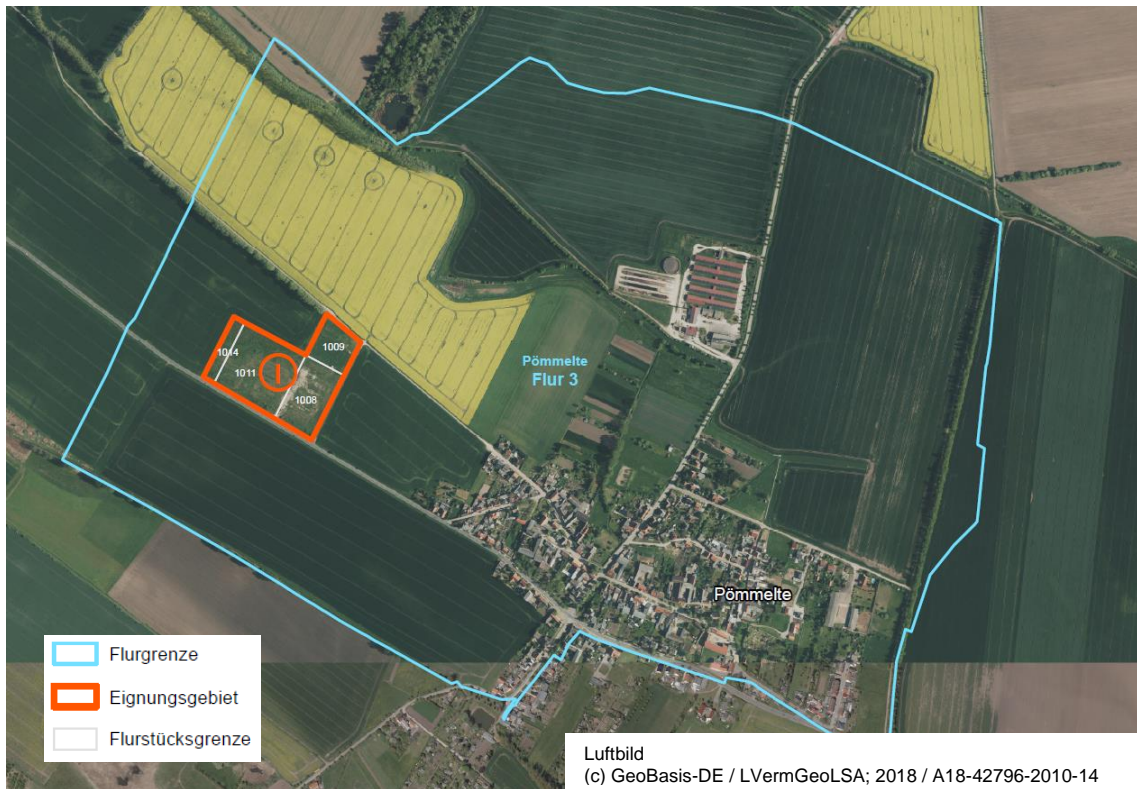 1009
1014
1011
I
1008
Pömmelte
Flur 3
Pömmelte
Flurgrenze
Eignungsgebiet
Flurstücksgrenze
Luftbild
(c) GeoBasis-DE / LVermGeoLSA; 2018 / A18-42796-2010-14